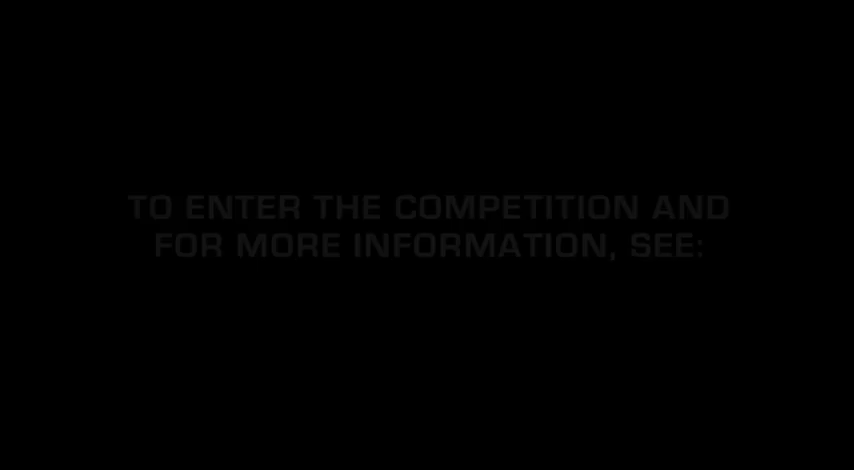 TO ENTER THE COMPETITION AND
FOR MORE INFORMATION, SEE: